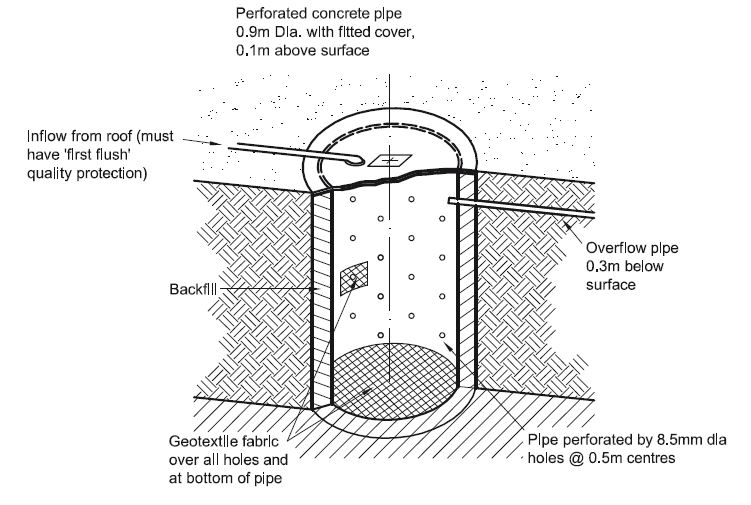 Perforated concrete pipe
0.9m Dia. with fitted cover,
0.1m above surface
Inflow from roof (must
have 'first flush'
quality protection)
Overflow pipe
0.3m below
surface
Backfill
Geotextile fabric
over all holes and
at bottom of pipe
Pipe perforated by 8.5mm dia
holes @ 0.5m centres